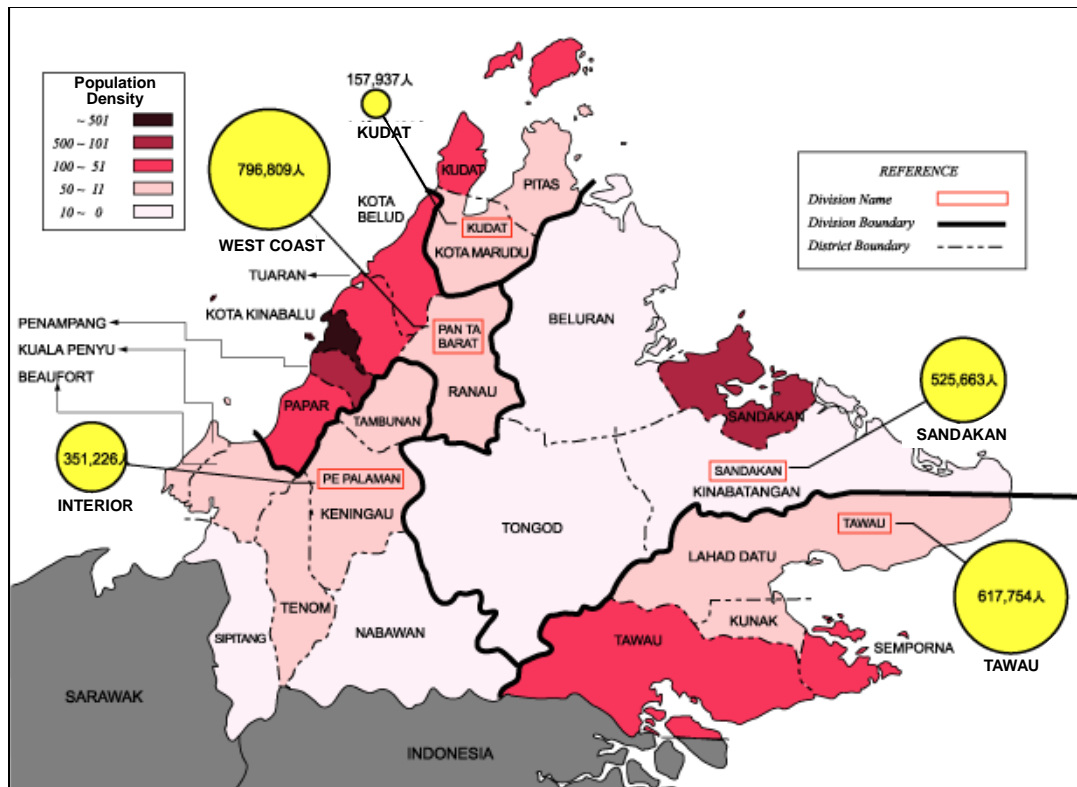 Population
Density
~ 501
500 ~ 101
100 ~ 51
50 ~ 11
10 ~ 0
157,937人
KUDAT
796,809人
WEST COAST
REFERENCE
Division Name
Division Boundary
District Boundary
KUDAT
PITAS
KOTA
BELUD
KUDAT
KOTA MARUDU
TUARAN
KOTA KINABALU
PENAMPANG
KUALA PENYU
BEAUFORT
PAN TA
BARAT
BELURAN
RANAU
PAPAR
TAMBUNAN
SANDAKAN
525,663人
SANDAKAN
351,226人
INTERIOR
PE PALAMAN
KENINGAU
SANDAKAN
KINABATANGAN
TONGOD
TAWAU
LAHAD DATU
617,754人
TAWAU
TENOM
SIPITANG
NABAWAN
KUNAK
TAWAU
SEMPORNA
SARAWAK
INDONESIA